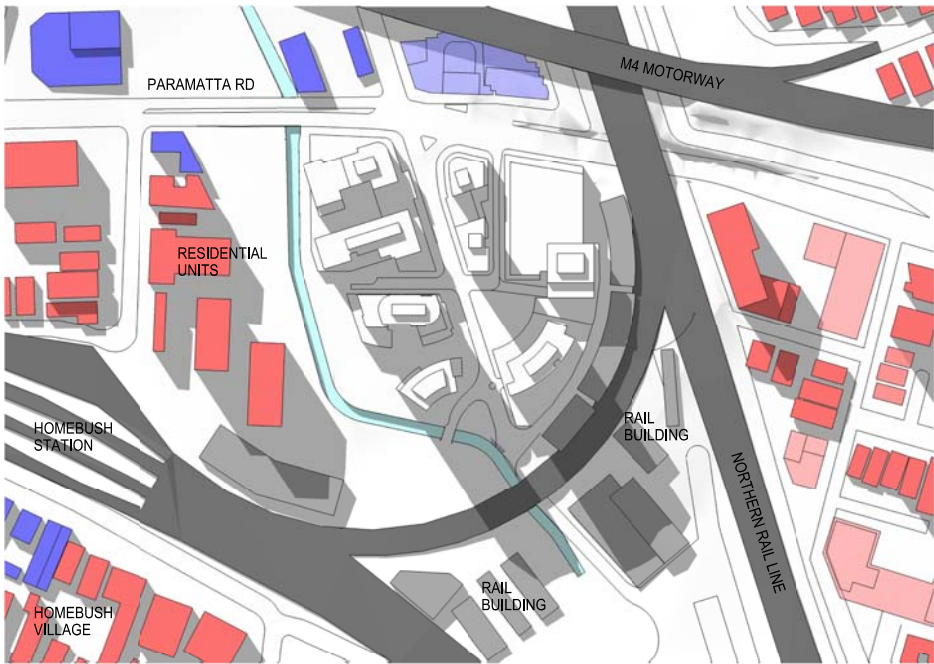 M4 MOTORWAY
PARAMATTA RD
RESIDENTIAL
UNITS
HOMEBUSH
STATION
RAIL
BUILDING
NORTHERN RAIL LINE
RAIL
BUILDING
HOMEBUSH
VILLAGE